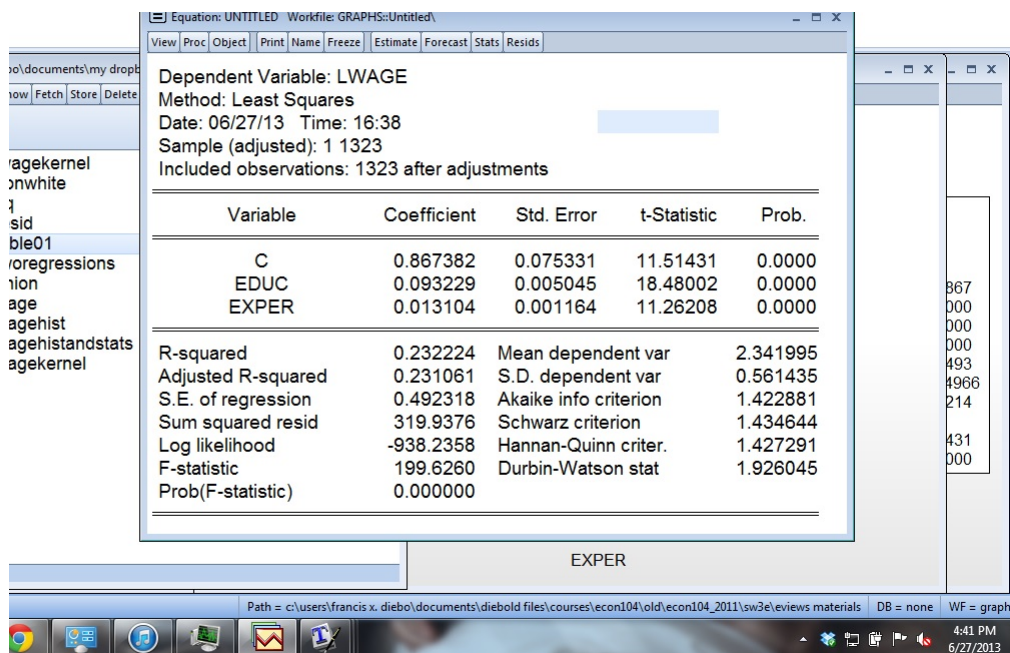 Equation: UNTITLED Workfile: GRAPHS::Untitled\
View Proc Object Print Name Freeze Estimate Forecast Stats Resids
Dependent Variable: LWAGE
Method: Least Squares
Date: 06/27/13 Time: 16:38
Sample (adjusted): 1 1323
Included observations: 1323 after adjustments
Variable Coefficient Std. Error t-Statistic Prob.
C 0.867382 0.075331 11.51431 0.0000
EDUC 0.093229 0.005045 18.48002 0.0000
EXPER 0.013104 0.001164 11.26208 0.0000
R-squared 0.232224 Mean dependent var 2.341995
Adjusted R-squared 0.231061 S.D. dependent var 0.561435
S.E. of regression 0.492318 Akaike info criterion 1.422881
Sum squared resid 319.9376 Schwarz criterion 1.434644
Log likelihood -938.2358 Hannan-Quinn criter. 1.427291
F-statistic 199.6260 Durbin-Watson stat 1.926045
Prob(F-statistic) 0.000000
bo\documents\my dropb
now Fetch Store Delete
vagekernel
onwhite
q
sid
ble01
voregressions
nion
age
agehist
agehistandstats
agekernel
867
000
000
000
493
4966
214
431
000
EXPER
Path = c:\users\francis x. diebo\documents\diebold files\courses\econ104\old\econ104_2011\sw3e\eviews materials DB = none WF = graph
4:41 PM
6/27/2013